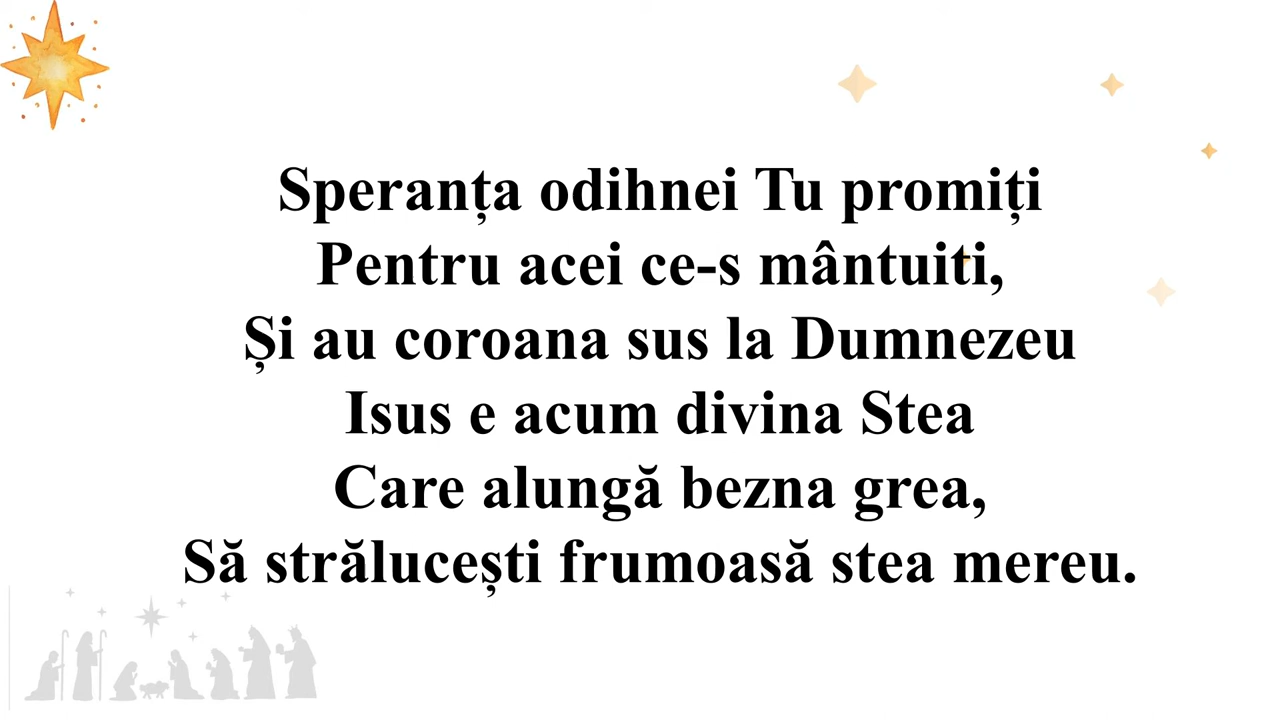 Speranța odihnei Tu promiți
Pentru acei ce-s mântuiti,
Și au coroana sus la Dumnezeu
Isus e acum divina Stea
Care alungă bezna grea,
Să strălucești frumoasă stea mereu.